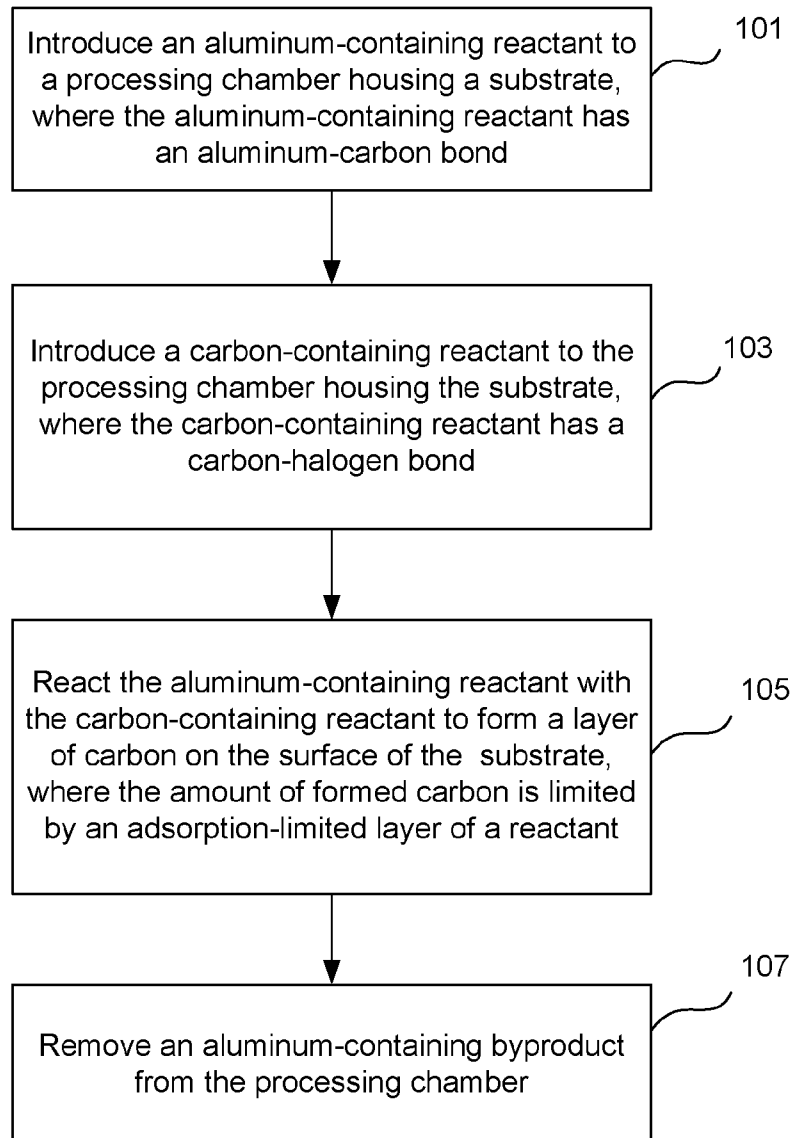 Introduce an aluminum-containing reactant to
a processing chamber housing a substrate,
where the aluminum-containing reactant has
an aluminum-carbon bond
101
Introduce a carbon-containing reactant to the
processing chamber housing the substrate,
where the carbon-containing reactant has a
carbon-halogen bond
103
React the aluminum-containing reactant with
the carbon-containing reactant to form a layer
of carbon on the surface of the substrate,
where the amount of formed carbon is limited
by an adsorption-limited layer of a reactant
105
Remove an aluminum-containing byproduct
from the processing chamber
107